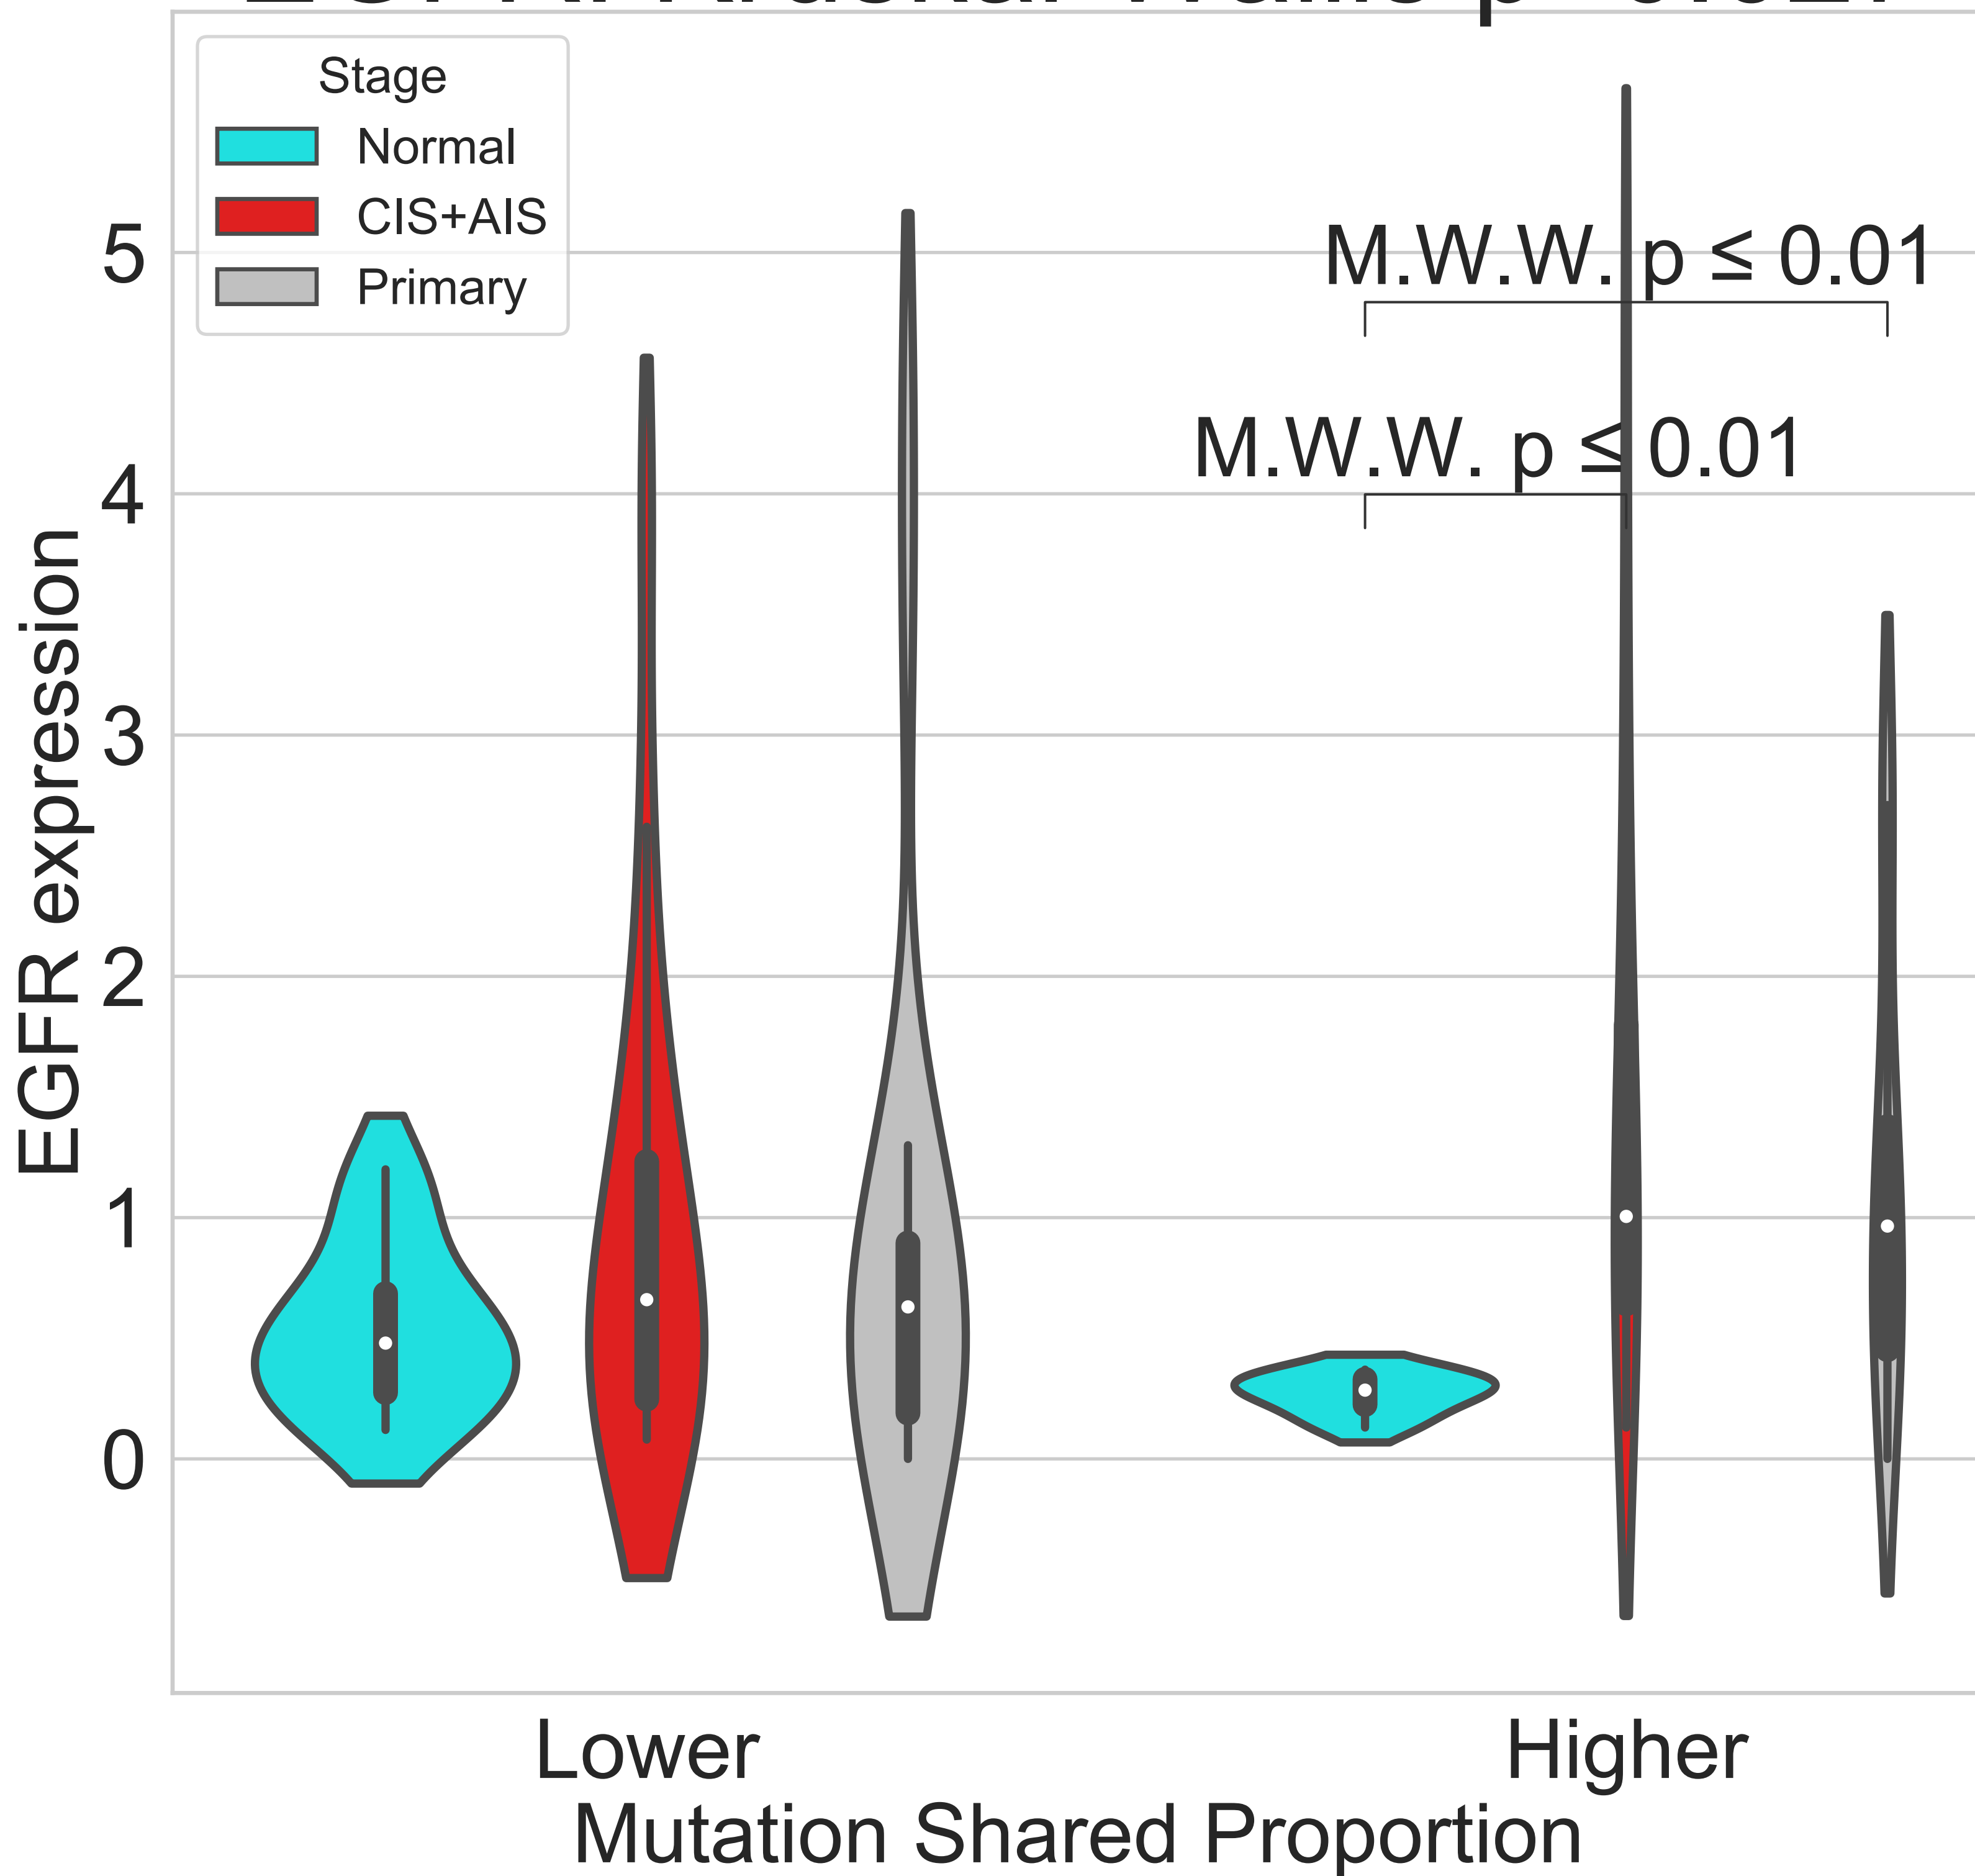 Stage
Normal
CIS+AIS
Primary
M.W.W. p ≤ 0.01
M.W.W. p ≤ 0.01
5
4
3
2
1
0
EGFR expression
Lower
Higher
Mutation Shared Proportion